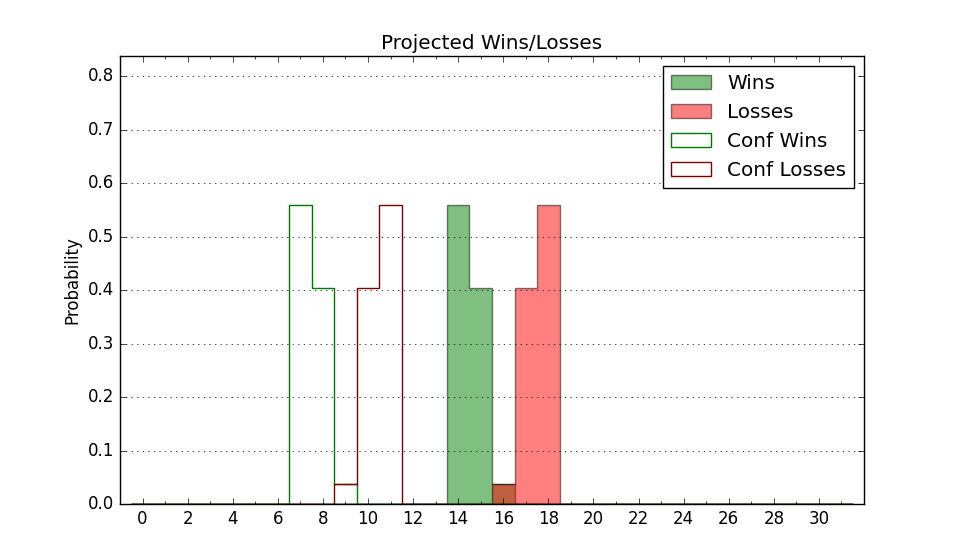 Projected Wins/Losses
0.8
0.7
0.6
0.5
0.4
0.3
0.2
0.1
0.0
Probability
Wins
Losses
Conf Wins
Conf Losses
0 2 4 6 8 10 12 14 16 18 20 22 24 26 28 30